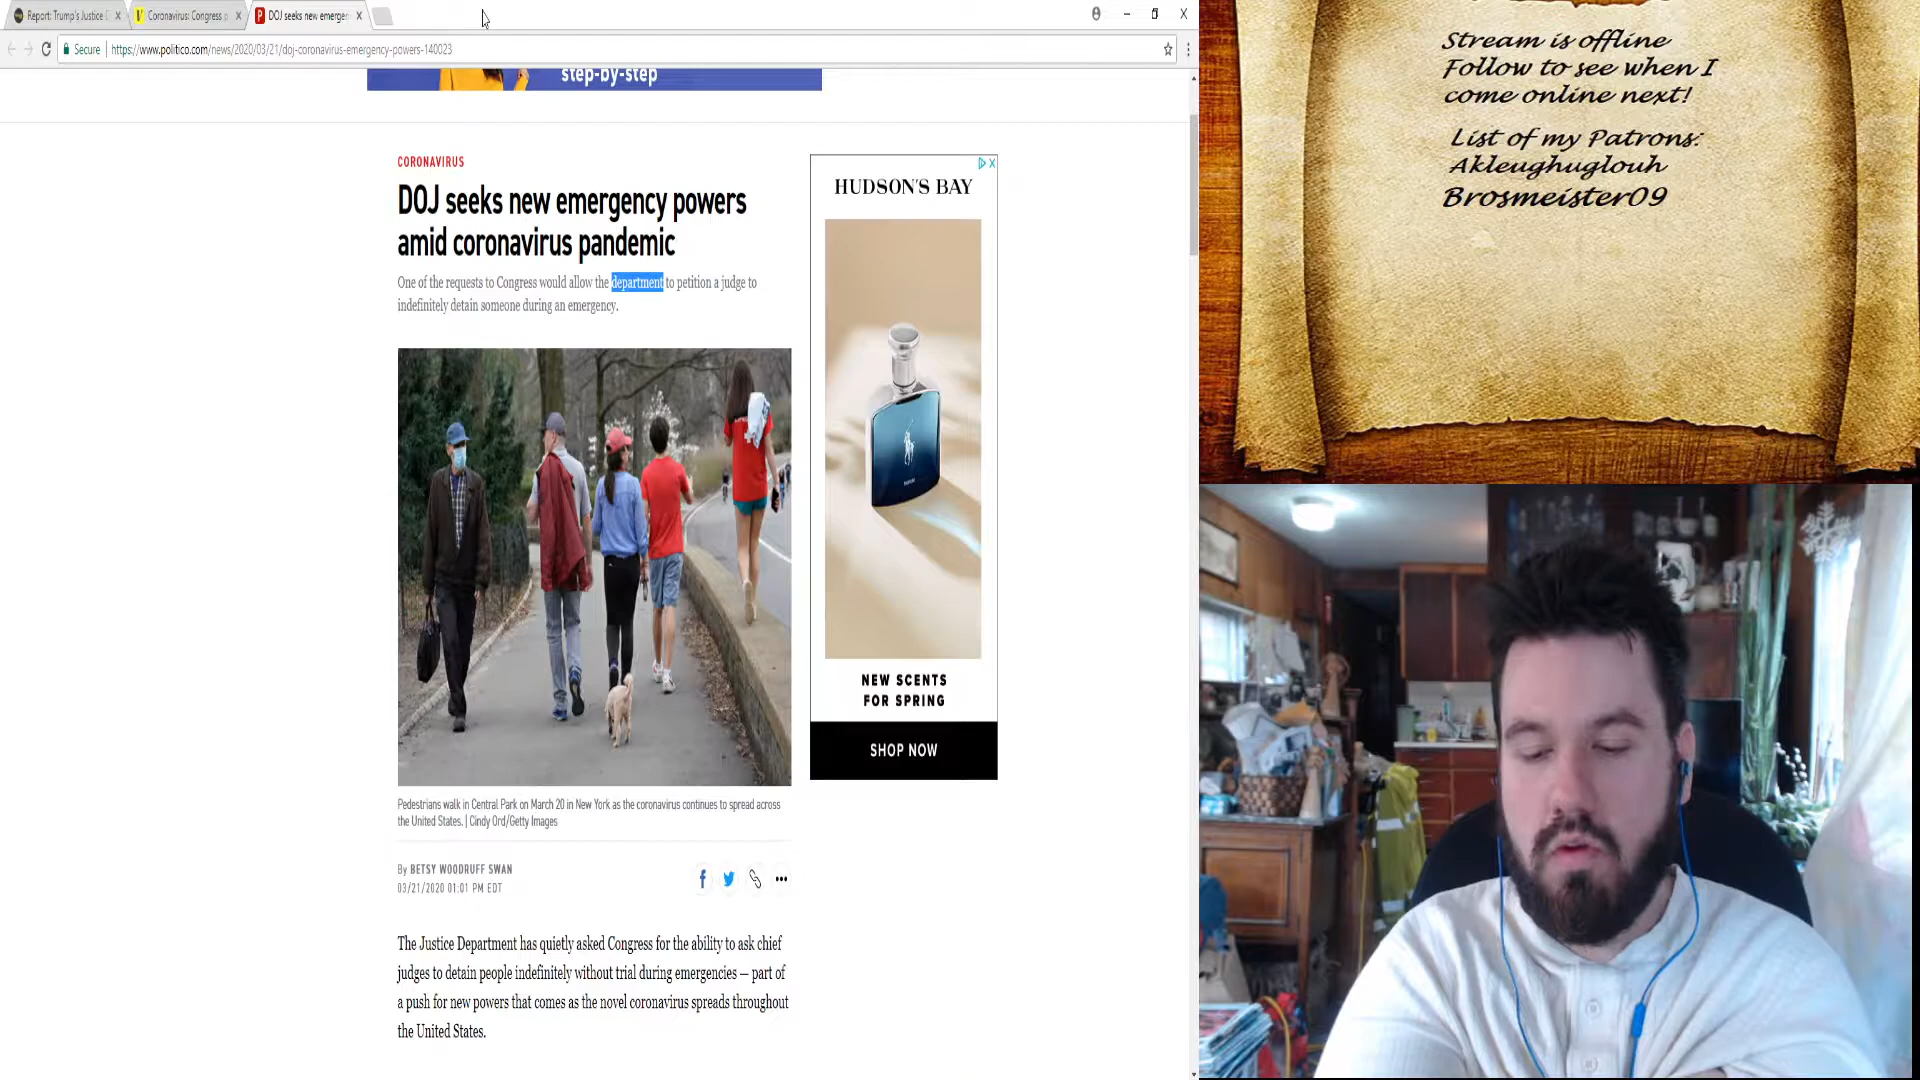 Report: Trump's Justice
Coronavirus: Congress
DOJ seeks new emergen
Secure
https://www.politico.com/news/2020/03/21/doj-coronavirus-emergency-powers-140023
step-by-step
CORONAVIRUS
DOJ seeks new emergency powers
amid coronavirus pandemic
One of the requests to Congress would allow the department to petition a judge to
indefinitely detain someone during an emergency.
Pedestrians walk in Central Park on March 20 in New York as the coronavirus continues to spread across
the United States. | Cindy Ord/Getty Images
By BETSY WOODRUFF SWAN
03/21/2020 01:01 PM EDT
The Justice Department has quietly asked Congress for the ability to ask chief
judges to detain people indefinitely without trial during emergencies — part of
a push for new powers that comes as the novel coronavirus spreads throughout
the United States.
HUDSON'S BAY
NEW SCENTS
FOR SPRING
SHOP NOW
Stream is offline
Follow to see when I
come online next!
List of my Patrons:
Akleughuglouh
Brosmeister09